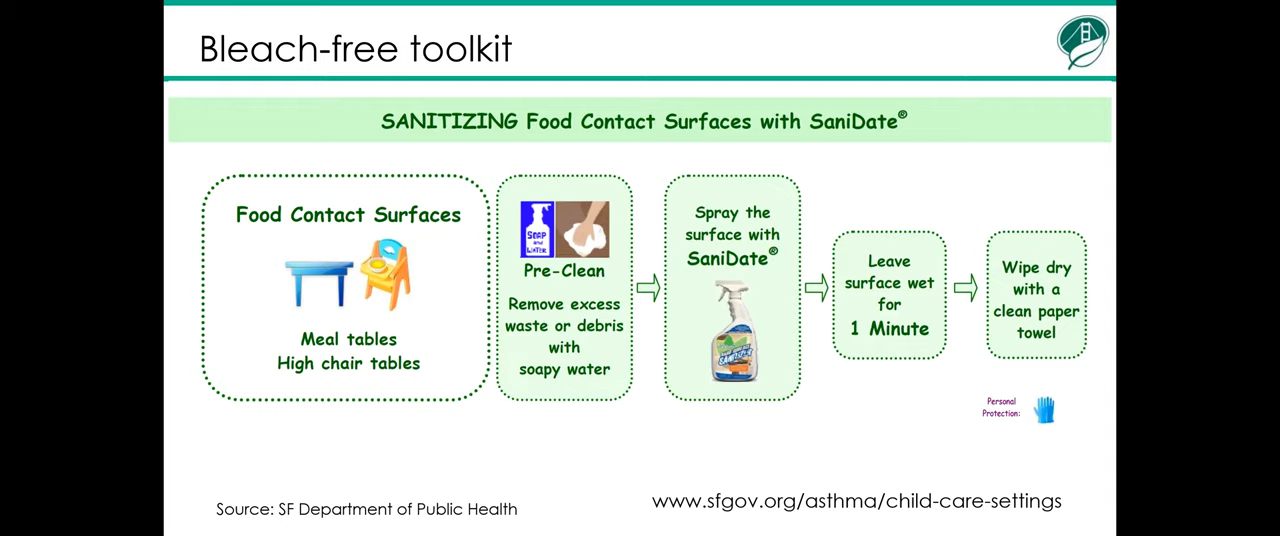 Bleach-free toolkit
SANITIZING Food Contact Surfaces with SaniDate®
Food Contact Surfaces
Meal tables
High chair tables
SOAP
and
WATER
Pre-Clean
Remove excess
waste or debris
with
soapy water
Spray the
surface with
SaniDate®
SANITIZER
Leave
surface wet
for
1 Minute
Wipe dry
with a
clean paper
towel
Personal
Protection:
Source: SF Department of Public Health
www.sfgov.org/asthma/child-care-settings